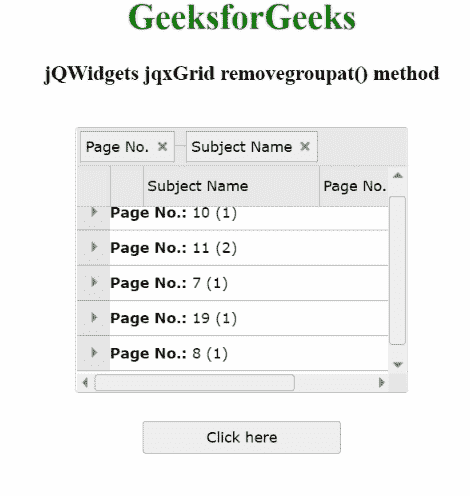 GeeksforGeeks
jQWidgets jqxGrid removegroupat() method
Page No. Subject Name
Subject Name Page No.
Page No.: 10 (1)
Page No.: 11 (2)
Page No.: 7 (1)
Page No.: 19 (1)
Page No.: 8 (1)
Click here